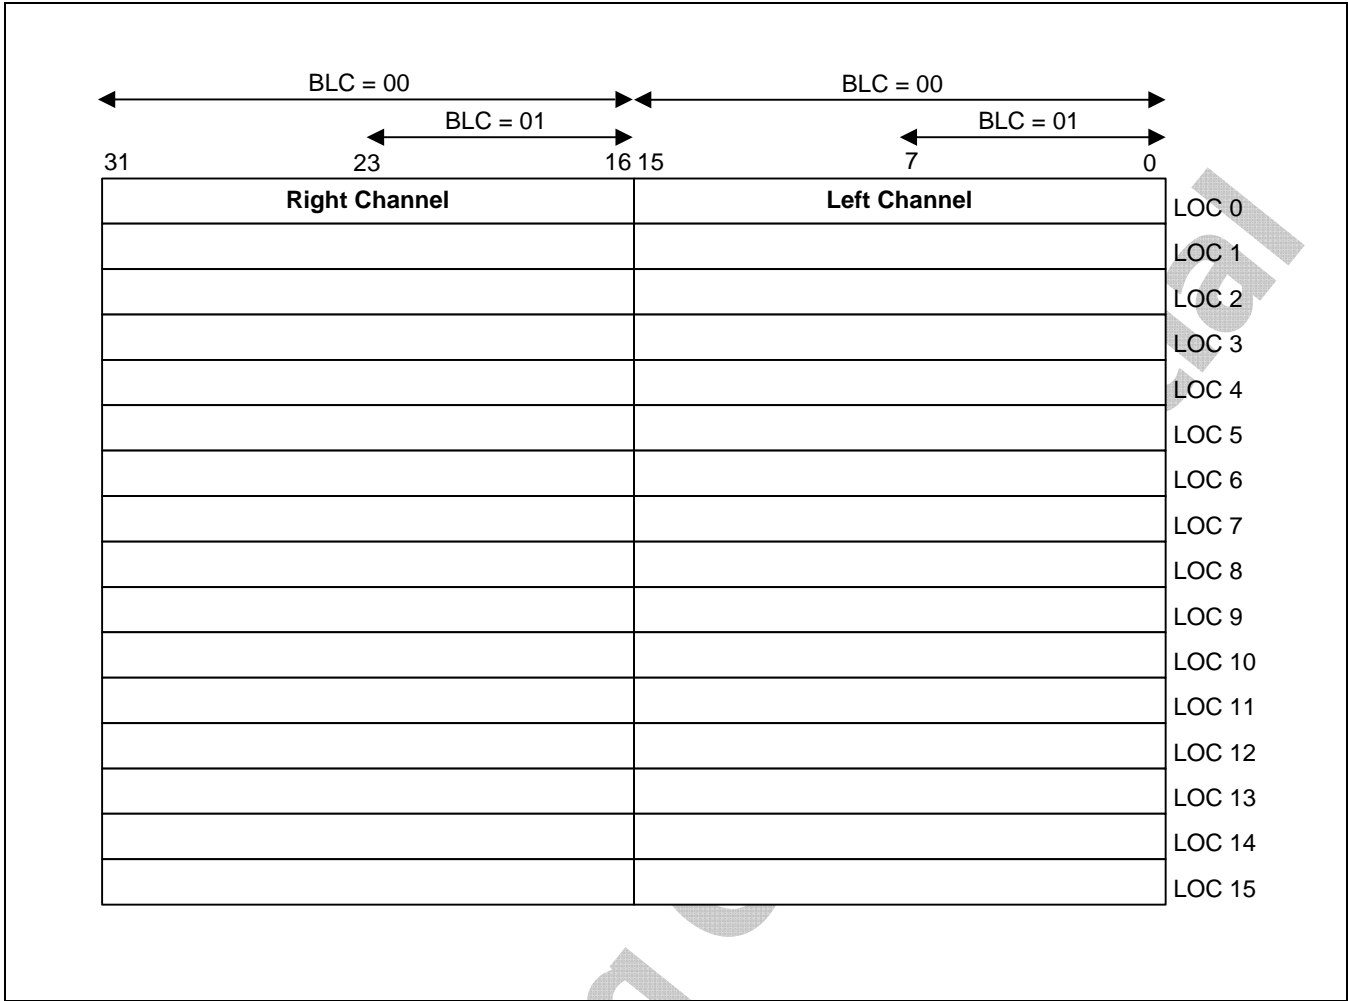 BLC = 00 BLC = 00
BLC = 01 BLC = 01
31 23 16 15 7 0
Right Channel Left Channel LOC 0
LOC 1
LOC 2
LOC 3
LOC 4
LOC 5
LOC 6
LOC 7
LOC 8
LOC 9
LOC 10
LOC 11
LOC 12
LOC 13
LOC 14
LOC 15